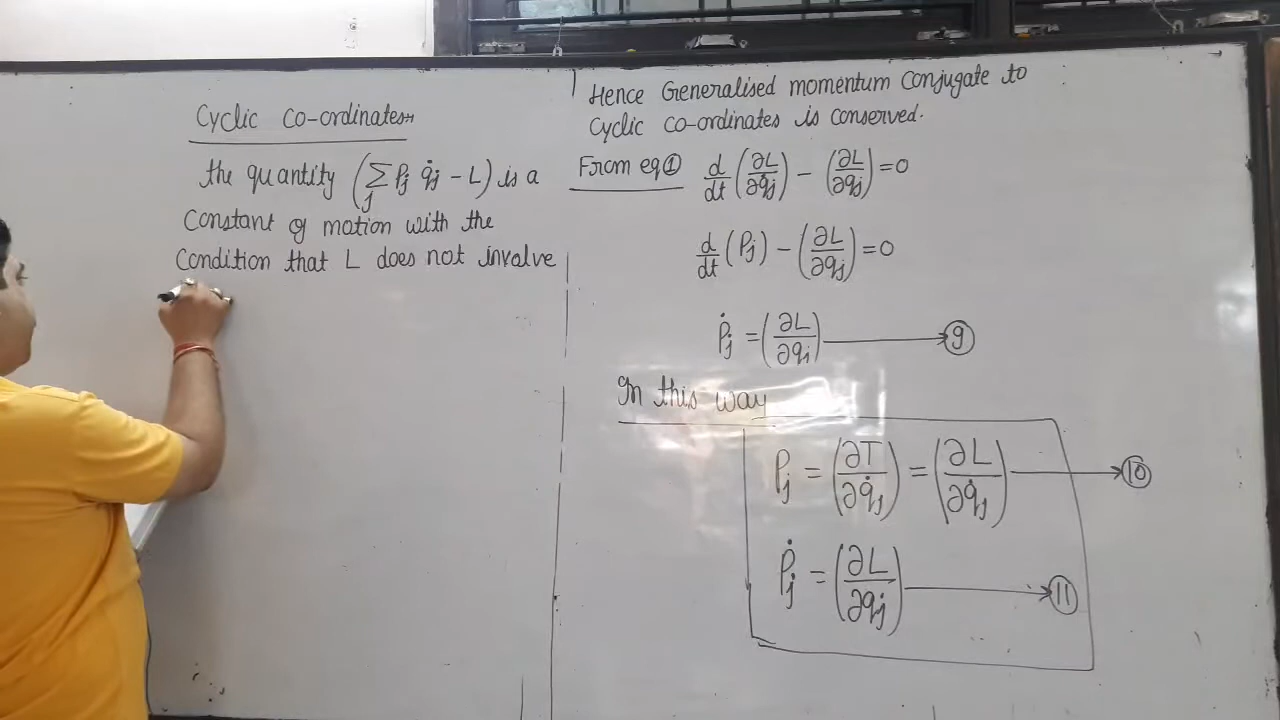 Cyclic Co-ordinates
the quantity (∑j Pj q̇j - L) is a
Constant of motion with the
Condition that L does not involve
Hence Generalised momentum Conjugate to
Cyclic Co-ordinates is conserved.
From eq① d/dt (∂L/∂q̇j) - (∂L/∂qj) = 0
d/dt (Pj) - (∂L/∂qj) = 0
Ṗj = (∂L/∂qj) → ⑨
In this way
Pj = (∂T/∂q̇j) = (∂L/∂q̇j) → ⑩
Ṗj = (∂L/∂qj) → ⑪